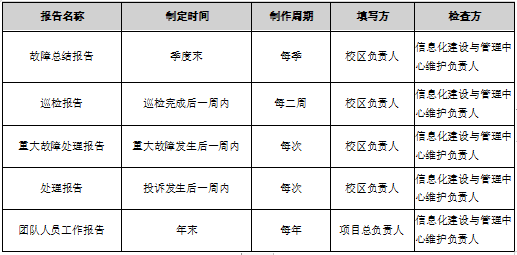 报告名称 制定时间 制作周期 填写方 检查方
故障总结报告 季度末 每季 校区负责人 信息化建设与管理中
心维护负责人
巡检报告 巡检完成后一周内 每二周 校区负责人 信息化建设与管理中
心维护负责人
重大故障处理报告 重大故障发生后一周内 每次 校区负责人 信息化建设与管理中
心维护负责人
处理报告 投诉发生后一周内 每次 校区负责人 信息化建设与管理中
心维护负责人
团队人员工作报告 年末 每年 项目总负责人 信息化建设与管理中
心维护负责人